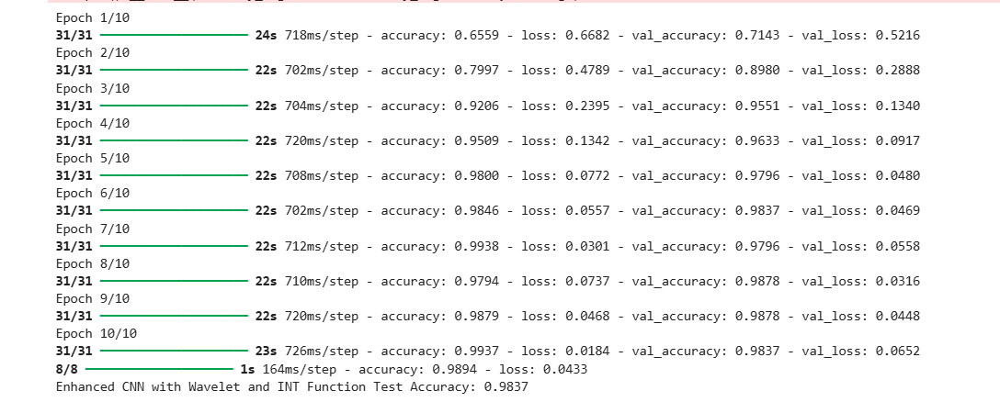 Epoch 1/10
31/31 24s 718ms/step - accuracy: 0.6559 - loss: 0.6682 - val_accuracy: 0.7143 - val_loss: 0.5216
Epoch 2/10
31/31 22s 702ms/step - accuracy: 0.7997 - loss: 0.4789 - val_accuracy: 0.8980 - val_loss: 0.2888
Epoch 3/10
31/31 22s 704ms/step - accuracy: 0.9206 - loss: 0.2395 - val_accuracy: 0.9551 - val_loss: 0.1340
Epoch 4/10
31/31 22s 720ms/step - accuracy: 0.9509 - loss: 0.1342 - val_accuracy: 0.9633 - val_loss: 0.0917
Epoch 5/10
31/31 22s 708ms/step - accuracy: 0.9800 - loss: 0.0772 - val_accuracy: 0.9796 - val_loss: 0.0480
Epoch 6/10
31/31 22s 702ms/step - accuracy: 0.9846 - loss: 0.0557 - val_accuracy: 0.9837 - val_loss: 0.0469
Epoch 7/10
31/31 22s 712ms/step - accuracy: 0.9938 - loss: 0.0301 - val_accuracy: 0.9796 - val_loss: 0.0558
Epoch 8/10
31/31 22s 710ms/step - accuracy: 0.9794 - loss: 0.0737 - val_accuracy: 0.9878 - val_loss: 0.0316
Epoch 9/10
31/31 22s 720ms/step - accuracy: 0.9879 - loss: 0.0468 - val_accuracy: 0.9878 - val_loss: 0.0448
Epoch 10/10
31/31 23s 726ms/step - accuracy: 0.9937 - loss: 0.0184 - val_accuracy: 0.9837 - val_loss: 0.0652
8/8 1s 164ms/step - accuracy: 0.9894 - loss: 0.0433
Enhanced CNN with Wavelet and INT Function Test Accuracy: 0.9837